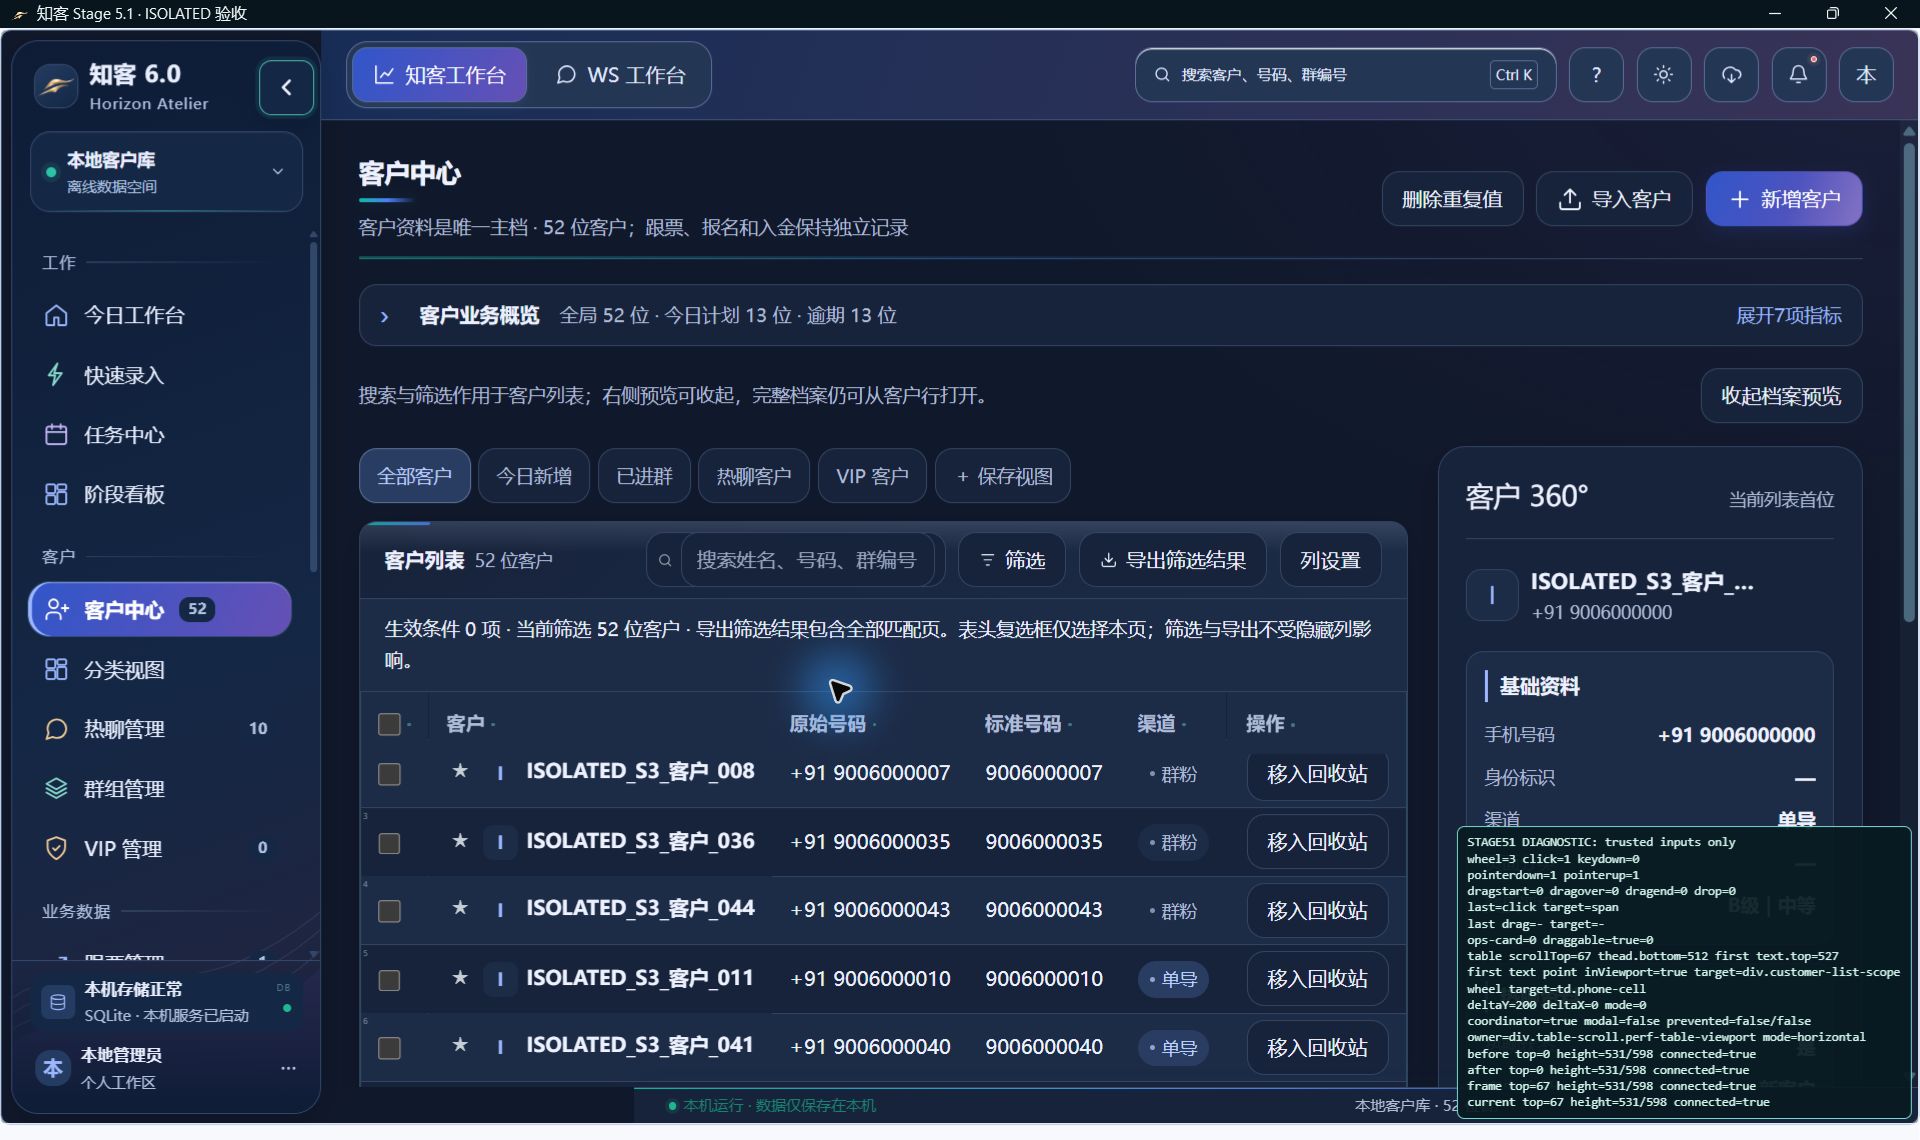 知客 Stage 5.1 · ISOLATED 验收
知客 6.0
Horizon Atelier
知客工作台
WS 工作台
搜索客户、号码、群编号
Ctrl K
?
本
本地客户库
离线数据空间
工作
今日工作台
快速录入
任务中心
阶段看板
客户
客户中心 52
分类视图
热聊管理 10
群组管理
VIP 管理 0
业务数据
本机存储正常
DB
SQLite · 本机服务已启动
本
本地管理员
个人工作区
客户中心
客户资料是唯一主档 · 52 位客户；跟票、报名和入金保持独立记录
删除重复值
导入客户
新增客户
客户业务概览 全局 52 位 · 今日计划 13 位 · 逾期 13 位
展开7项指标
搜索与筛选作用于客户列表；右侧预览可收起，完整档案仍可从客户行打开。
收起档案预览
全部客户
今日新增
已进群
热聊客户
VIP 客户
+ 保存视图
客户列表 52 位客户
搜索姓名、号码、群编号
筛选
导出筛选结果
列设置
生效条件 0 项 · 当前筛选 52 位客户 · 导出筛选结果包含全部匹配页。表头复选框仅选择本页；筛选与导出不受隐藏列影
响。
客户 原始号码 标准号码 渠道 操作
★ I ISOLATED_S3_客户_008 +91 9006000007 9006000007 群粉 移入回收站
3
★ I ISOLATED_S3_客户_036 +91 9006000035 9006000035 群粉 移入回收站
4
★ I ISOLATED_S3_客户_044 +91 9006000043 9006000043 群粉 移入回收站
5
★ I ISOLATED_S3_客户_011 +91 9006000010 9006000010 单导 移入回收站
6
★ I ISOLATED_S3_客户_041 +91 9006000040 9006000040 单导 移入回收站
本机运行 · 数据仅保存在本机
本地客户库 · 52
客户 360°
当前列表首位
I
ISOLATED_S3_客户_...
+91 9006000000
基础资料
手机号码 +91 9006000000
身份标识 —
渠道 单导
B级 | 中等
STAGE51 DIAGNOSTIC: trusted inputs only
wheel=3 click=1 keydown=0
pointerdown=1 pointerup=1
dragstart=0 dragover=0 dragend=0 drop=0
last=click target=span
last drag=- target=-
ops-card=0 draggable=true=0
table scrollTop=67 thead.bottom=512 first text.top=527
first text point inViewport=true target=div.customer-list-scope
wheel target=td.phone-cell
deltaY=200 deltaX=0 mode=0
coordinator=true modal=false prevented=false/false
owner=div.table-scroll.perf-table-viewport mode=horizontal
before top=0 height=531/598 connected=true
after top=0 height=531/598 connected=true
frame top=67 height=531/598 connected=true
current top=67 height=531/598 connected=true